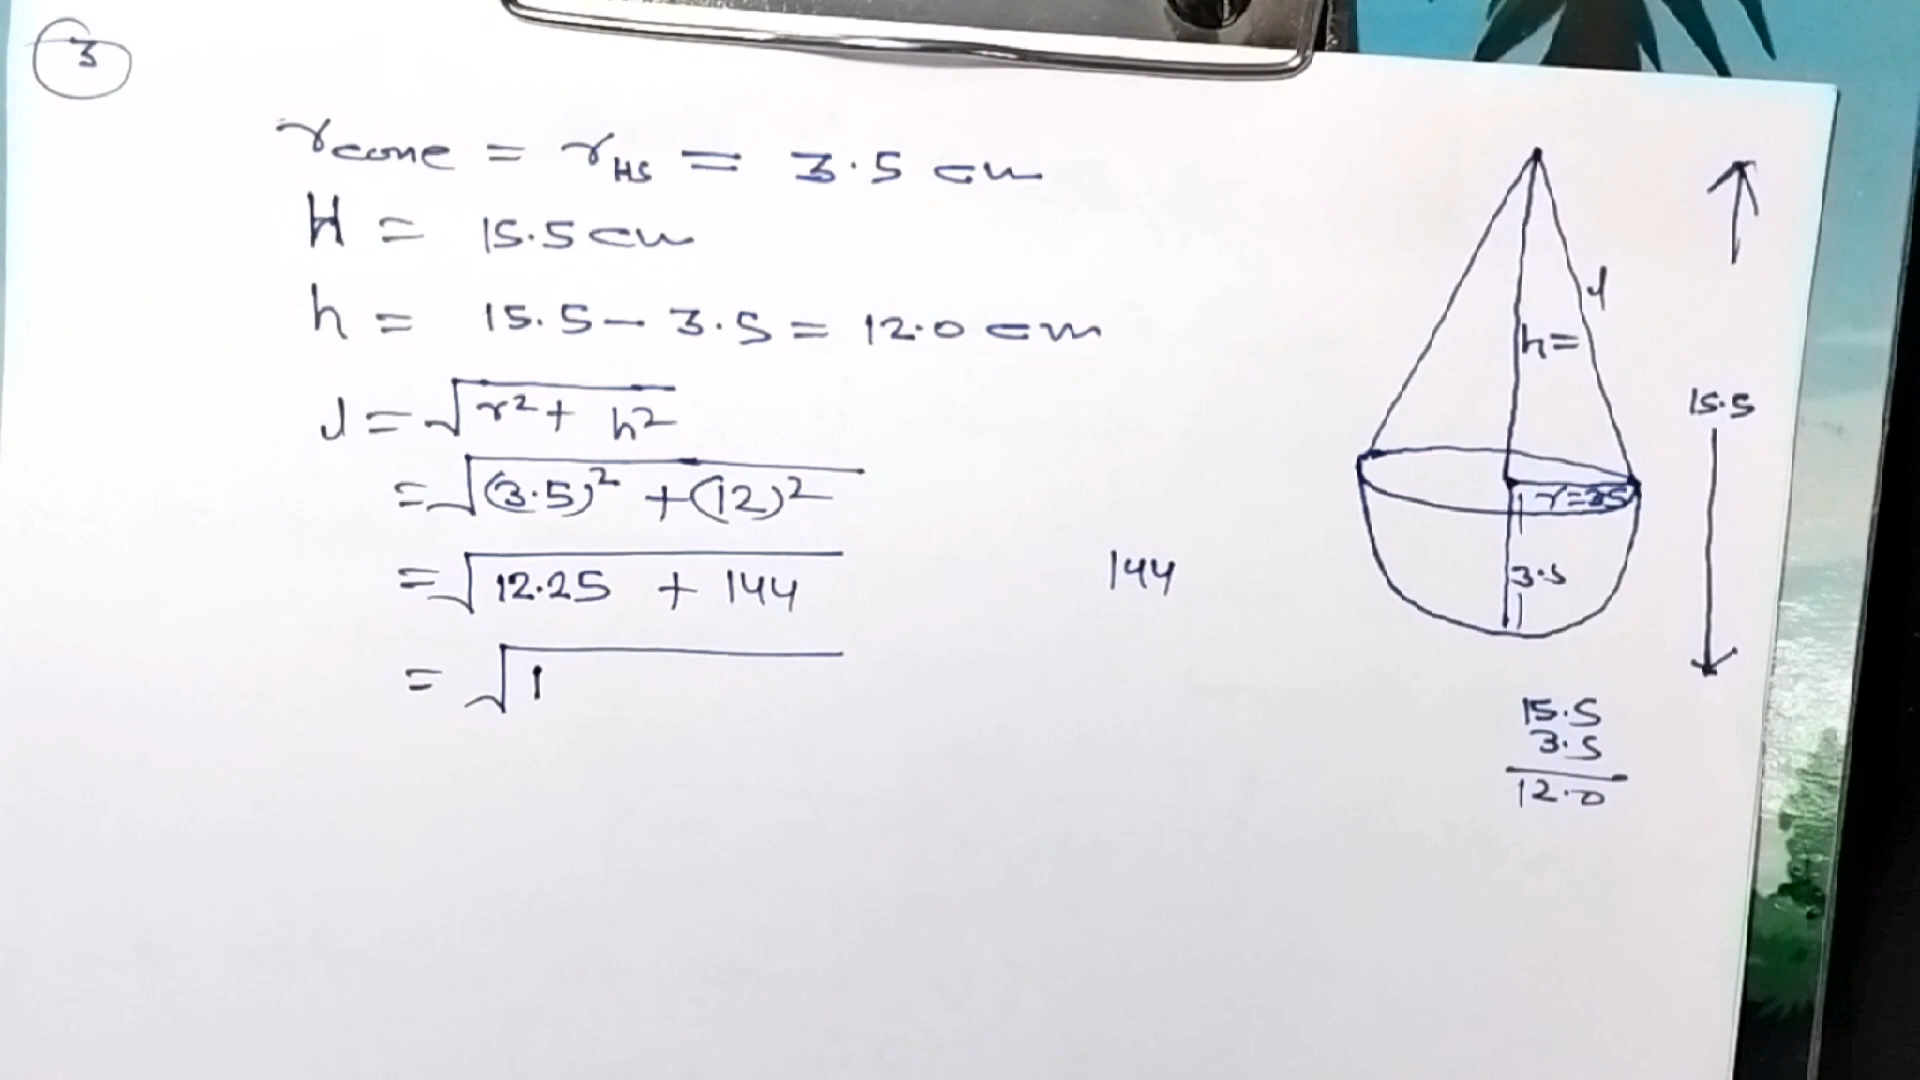 3
r cone = r HS = 3.5 cm
H = 15.5 cm
h = 15.5 - 3.5 = 12.0 cm
l = √(r² + h²)
= √((3.5)² + (12)²)
= √(12.25 + 144)
144
= √1
l
h =
15.5
r=3.5
3.5
15.5
3.5
12.0